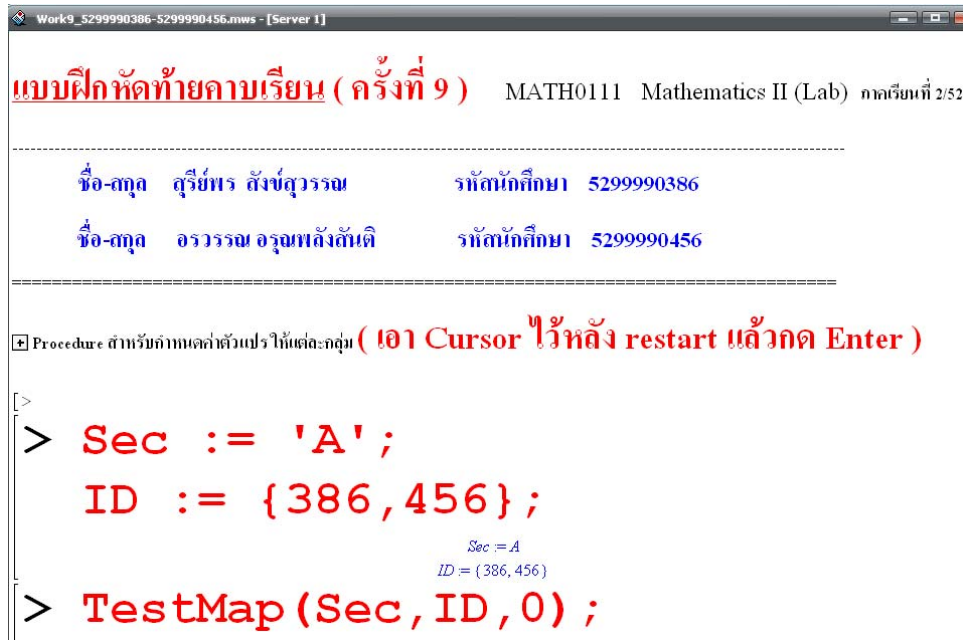 Work9_5299990386-5299990456.mws - [Server 1]
แบบฝึกหัดท้ายคาบเรียน ( ครั้งที่ 9 ) MATH0111 Mathematics II (Lab) ภาคเรียนที่ 2/52
ชื่อ-สกุล สุรีย์พร สังข์สุวรรณ รหัสนักศึกษา 5299990386
ชื่อ-สกุล อรวรรณ อรุณพลังสันติ รหัสนักศึกษา 5299990456
Procedure สำหรับกำหนดค่าตัวแปร ให้แต่ละกลุ่ม ( เอา Cursor ไว้หลัง restart แล้วกด Enter )
>
> Sec := 'A';
ID := {386,456};
Sec := A
ID := {386, 456}
> TestMap(Sec,ID,0);